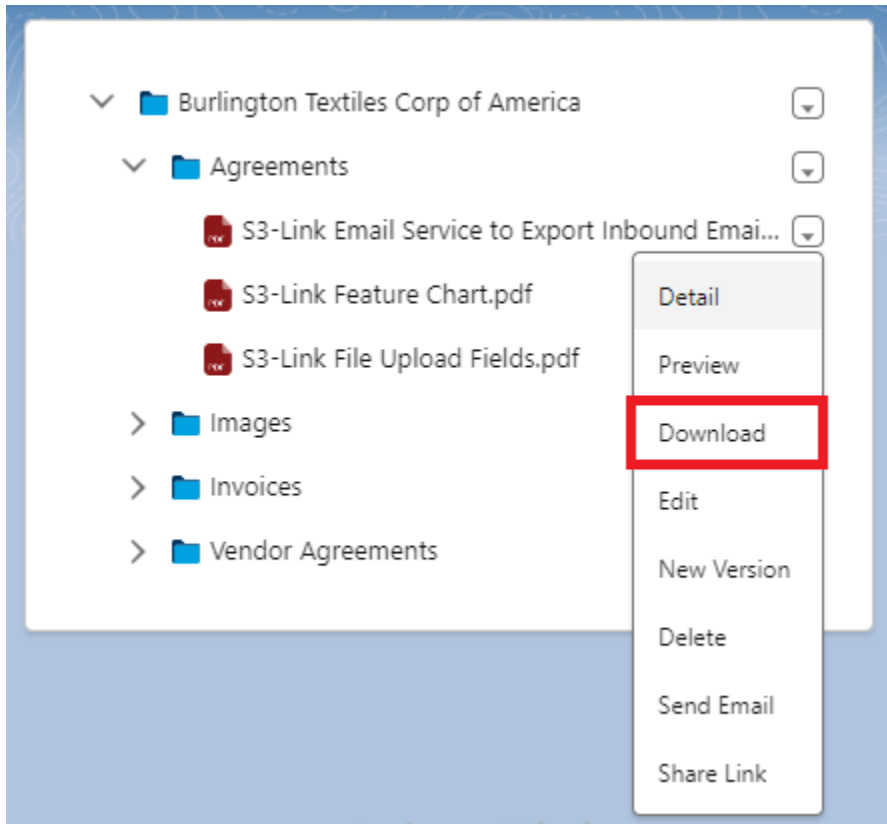 Burlington Textiles Corp of America
Agreements
S3-Link Email Service to Export Inbound Emai...
S3-Link Feature Chart.pdf
S3-Link File Upload Fields.pdf
Images
Invoices
Vendor Agreements
Detail
Preview
Download
Edit
New Version
Delete
Send Email
Share Link